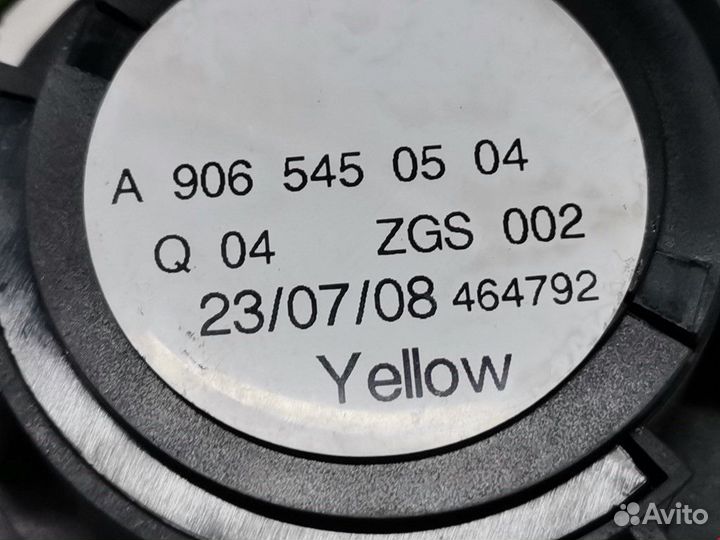 A 906 545 05 04
Q 04 ZGS 002
23/07/08 464792
Yellow
Avito